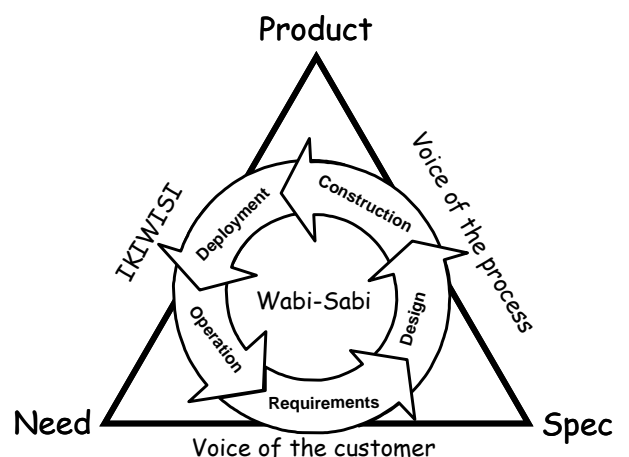 Product
Voice of the process
Construction
Deployment
IKIWISI
Wabi-Sabi
Design
Operation
Requirements
Need
Spec
Voice of the customer